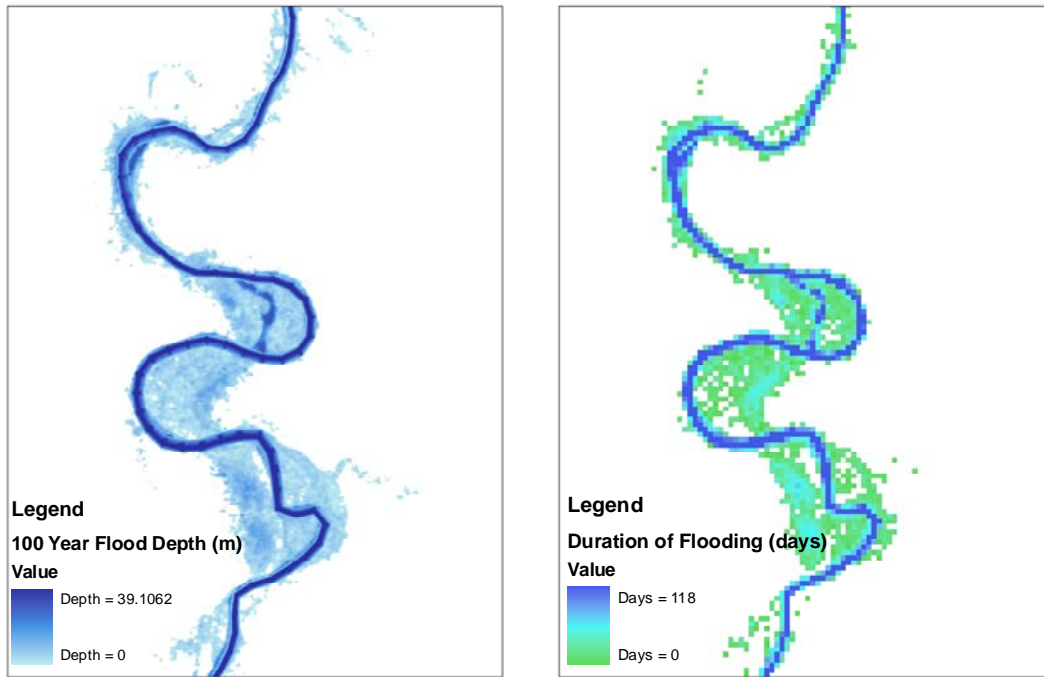 Legend
100 Year Flood Depth (m)
Value
Depth = 39.1062
Depth = 0
Legend
Duration of Flooding (days)
Value
Days = 118
Days = 0